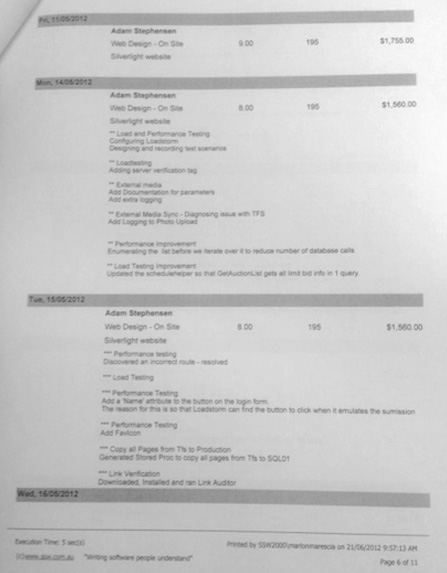 Fri, 11/05/2012
Adam Stephensen
Web Design - On Site 9.00 195 $1,755.00
Silverlight website
Mon, 14/05/2012
Adam Stephensen
Web Design - On Site 8.00 195 $1,560.00
Silverlight website
** Load and Performance Testing
Configuring Loadstorm
Designing and recording test scenarios
** Loadtesting
Adding server verification tag
** External media
Add Documentation for parameters
Add extra logging
** External Media Sync - Diagnosing issue with TFS
Add Logging to Photo Upload
** Performance Improvement
Enumerating the list before we iterate over it to reduce number of database calls.
** Load Testing Improvement
Updated the schedulehelper so that GetAuctionList gets all limit bid info in 1 query.
Tue, 15/05/2012
Adam Stephensen
Web Design - On Site 8.00 195 $1,560.00
Silverlight website
*** Performance testing
Discovered an incorrect route - resolved
*** Load Testing
*** Performance Testing
Add a 'Name' attribute to the button on the login form.
The reason for this is so that Loadstorm can find the button to click when it emulates the sumission
*** Performance Testing
Add Favicon
*** Copy all Pages from Tfs to Production
Generated Stored Proc to copy all pages from Tfs to SQL01
*** Link Verification
Downloaded, Installed and ran Link Auditor
Wed, 16/05/2012
Execution Time: 5 sec(s) Printed by SSW2000\marlonmarescia on 21/06/2012 9:57:13 AM
(c)www.ssw.com.au "Writing software people understand" Page 6 of 11